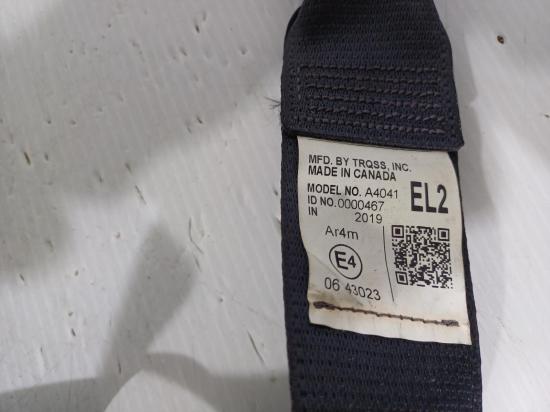 MFD. BY TRQSS, INC.
MADE IN CANADA
MODEL NO. A4041
ID NO. 0000467
IN 2019
EL2
Ar4m
E4
06 43023